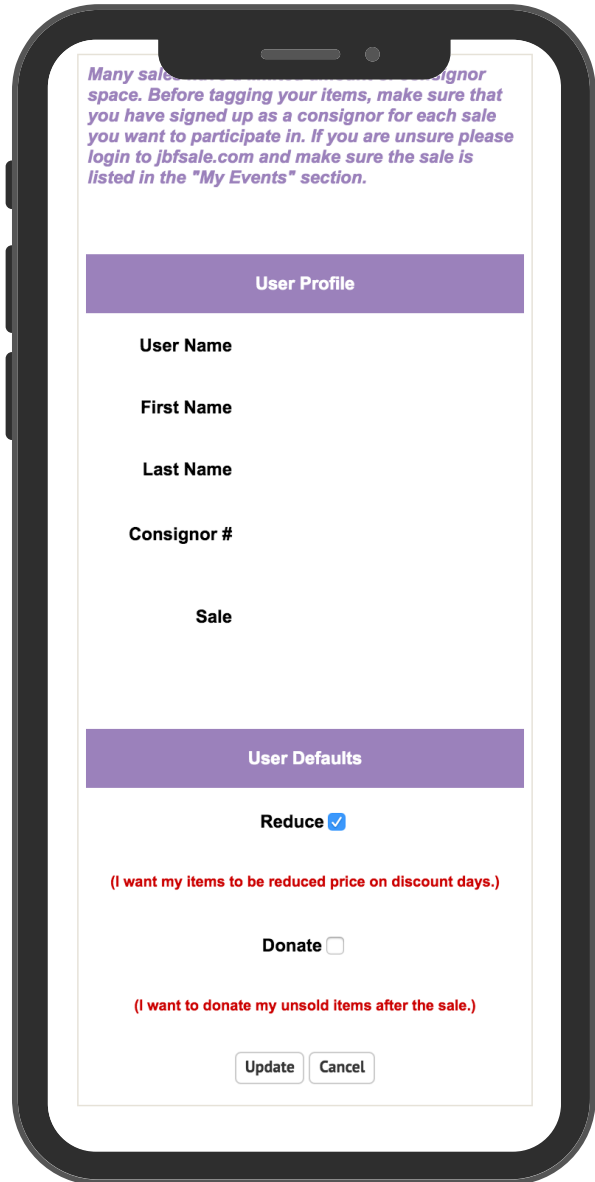 Many sales
space. Before tagging your items, make sure that
you have signed up as a consignor for each sale
you want to participate in. If you are unsure please
login to jbfsale.com and make sure the sale is
listed in the "My Events" section.
User Profile
User Name
First Name
Last Name
Consignor #
Sale
User Defaults
Reduce
(I want my items to be reduced price on discount days.)
Donate
(I want to donate my unsold items after the sale.)
Update Cancel